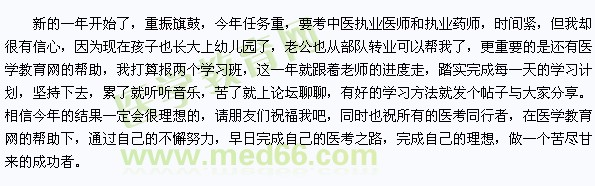 新的一年开始了，重振旗鼓，今年任务重，要考中医执业医师和执业药师，时间紧，但我却
很有信心，因为现在孩子也长大上幼儿园了，老公也从部队转业可以帮我了，更重要的是还有医
学教育网的帮助，我打算报两个学习班，这一年就跟着老师的进度走，踏实完成每一天的学习计
划，坚持下去，累了就听听音乐，苦了就上论坛聊聊，有好的学习方法就发个帖子与大家分享。
相信今年的结果一定会很理想的，请朋友们祝福我吧，同时也祝所有的医考同行者，在医学教育
网的帮助下，通过自己的不懈努力，早日完成自己的医考之路，完成自己的理想，做一个苦尽甘
来的成功者。
医学教育网
www.med66.com